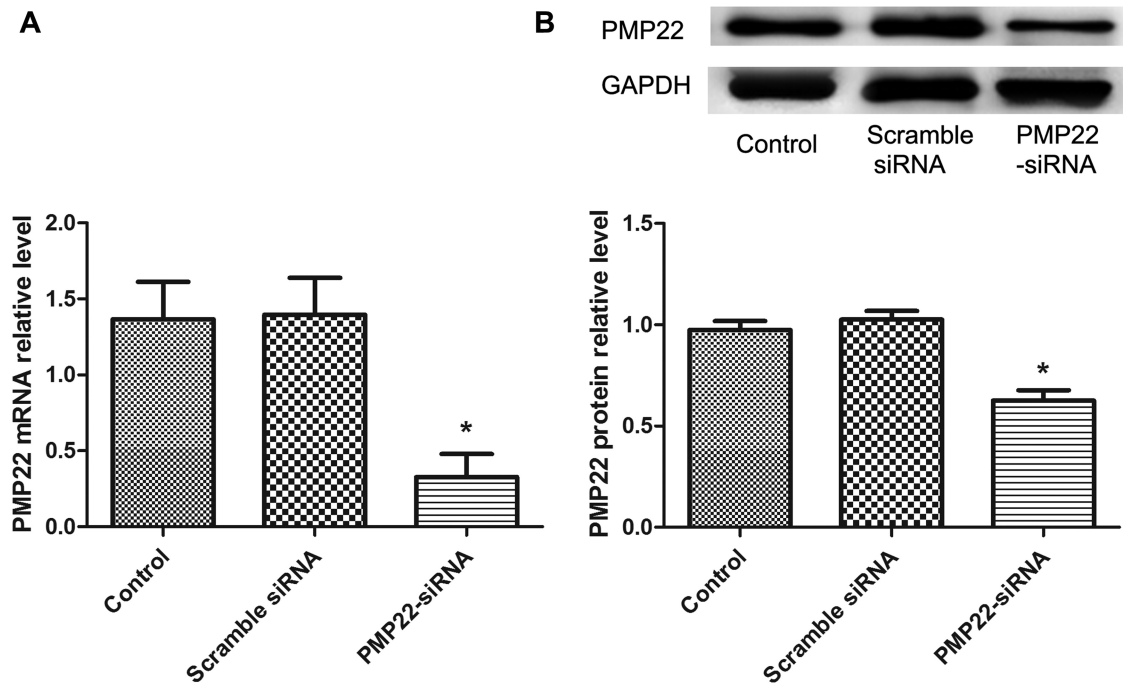 A
B
PMP22
GAPDH
Control
Scramble
siRNA
PMP22
-siRNA
PMP22 mRNA relative level
2.0
1.5
1.0
0.5
0.0
*
Control
Scramble siRNA
PMP22-siRNA
PMP22 protein relative level
1.5
1.0
0.5
0.0
*
Control
Scramble siRNA
PMP22-siRNA